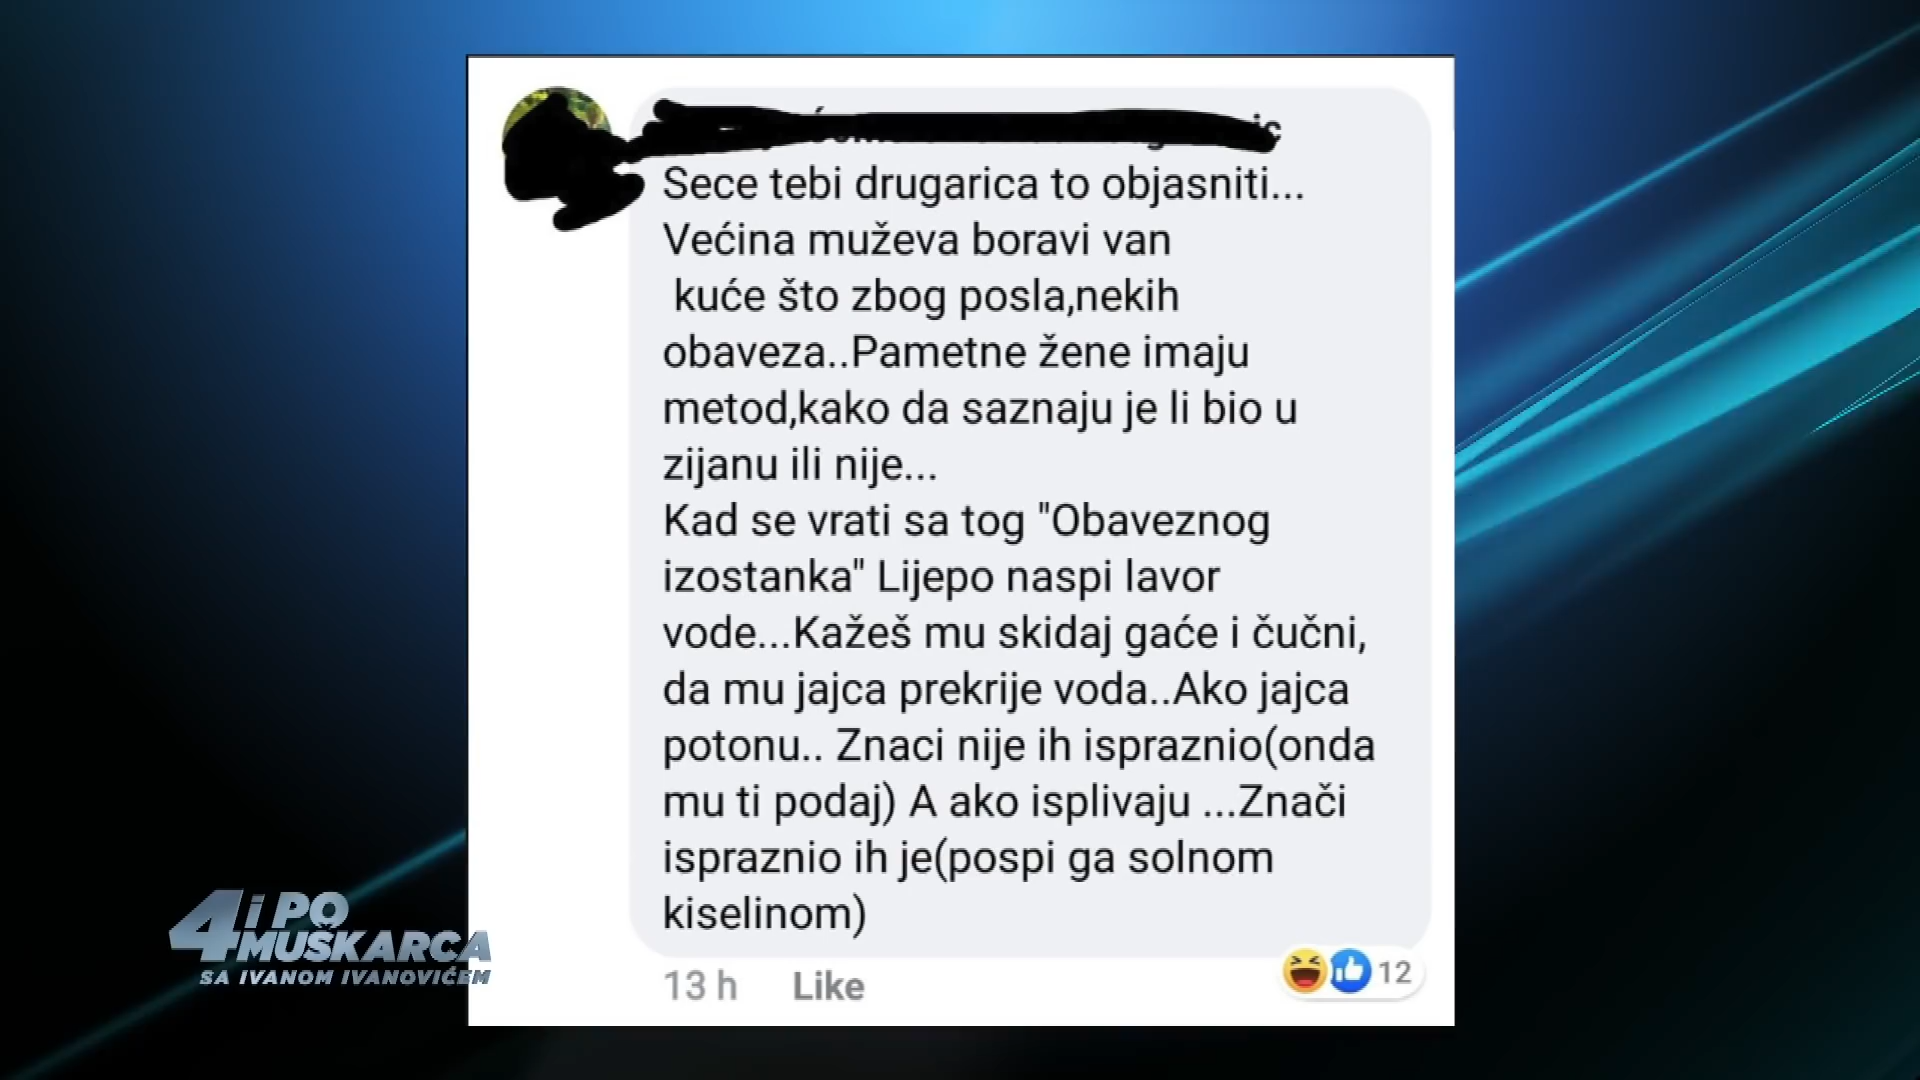 Sece tebi drugarica to objasniti...
Većina muževa boravi van
kuće što zbog posla,nekih
obaveza..Pametne žene imaju
metod,kako da saznaju je li bio u
zijanu ili nije...
Kad se vrati sa tog "Obaveznog
izostanka" Lijepo naspi lavor
vode...Kažeš mu skidaj gaće i čučni,
da mu jajca prekrije voda..Ako jajca
potonu.. Znaci nije ih ispraznio(onda
mu ti podaj) A ako isplivaju ...Znači
ispraznio ih je(pospi ga solnom
kiselinom)
13 h Like
12
4 i PO
MUŠKARCA
SA IVANOM IVANOVIĆEM